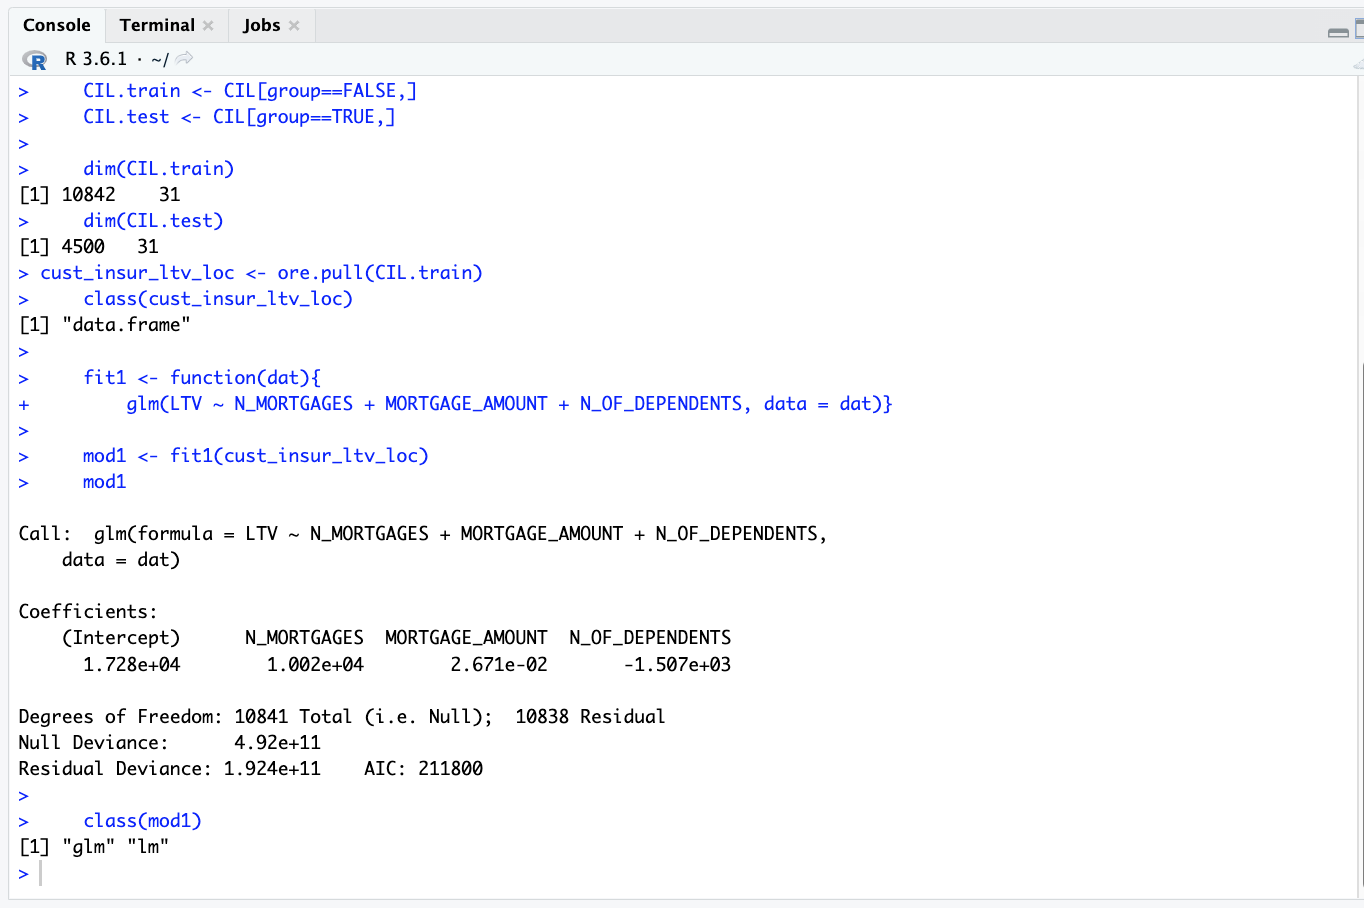 Console Terminal Jobs
R R 3.6.1 · ~/
> CIL.train <- CIL[group==FALSE,]
> CIL.test <- CIL[group==TRUE,]
>
> dim(CIL.train)
[1] 10842    31
> dim(CIL.test)
[1] 4500   31
> cust_insur_ltv_loc <- ore.pull(CIL.train)
>     class(cust_insur_ltv_loc)
[1] "data.frame"
>
>     fit1 <- function(dat){
+         glm(LTV ~ N_MORTGAGES + MORTGAGE_AMOUNT + N_OF_DEPENDENTS, data = dat)}
>
>     mod1 <- fit1(cust_insur_ltv_loc)
>     mod1
Call:  glm(formula = LTV ~ N_MORTGAGES + MORTGAGE_AMOUNT + N_OF_DEPENDENTS,
    data = dat)
Coefficients:
    (Intercept)      N_MORTGAGES  MORTGAGE_AMOUNT  N_OF_DEPENDENTS
      1.728e+04        1.002e+04        2.671e-02       -1.507e+03
Degrees of Freedom: 10841 Total (i.e. Null);  10838 Residual
Null Deviance:      4.92e+11
Residual Deviance: 1.924e+11    AIC: 211800
>
>     class(mod1)
[1] "glm" "lm"
>